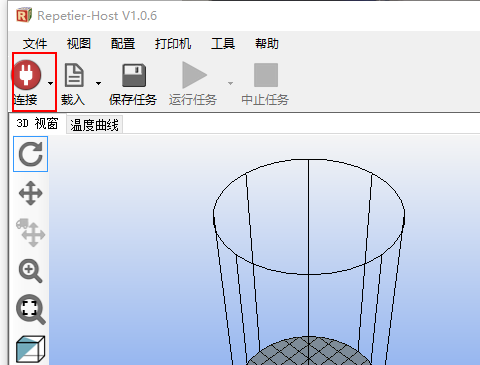 Repetier-Host V1.0.6
文件 视图 配置 打印机 工具 帮助
连接 载入 保存任务 运行任务 中止任务
3D 视窗 温度曲线